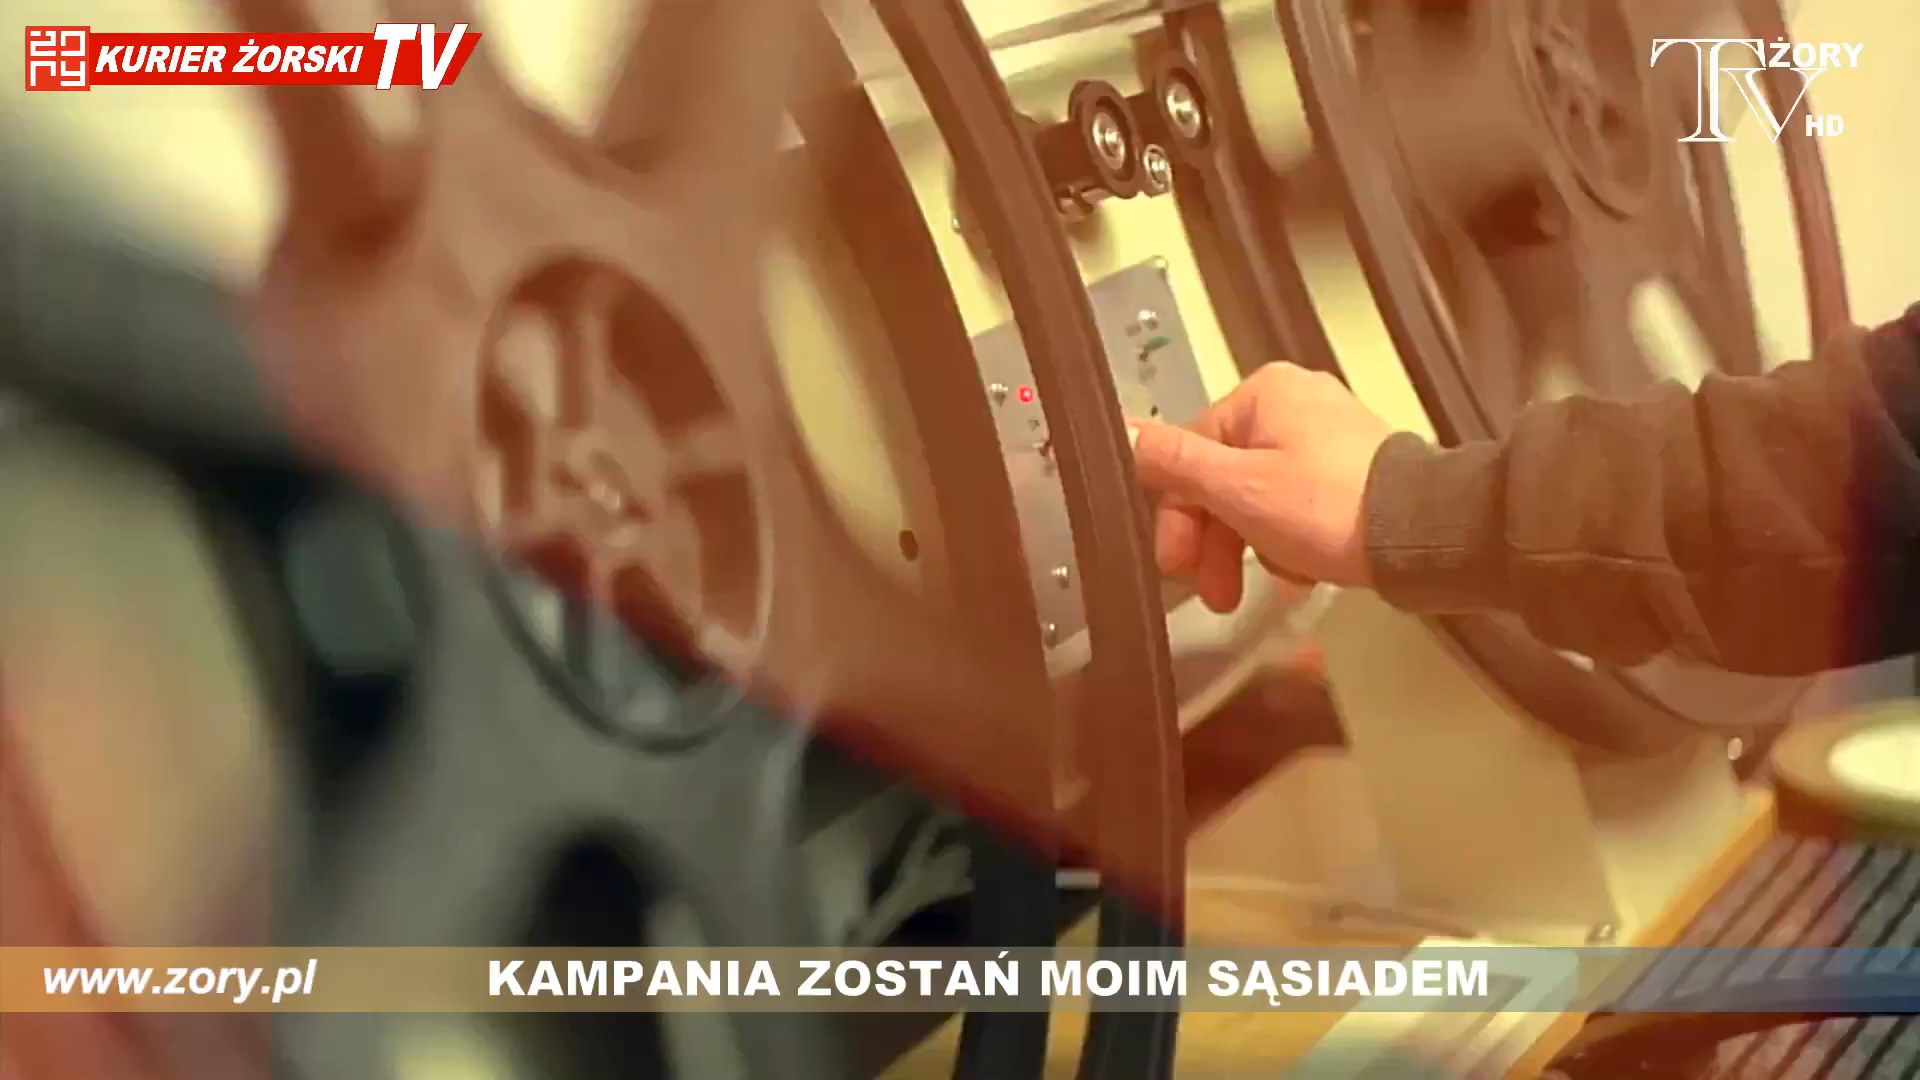 KURIER ŻORSKI TV
TV ŻORY
HD
www.zory.pl
KAMPANIA ZOSTAŃ MOIM SĄSIADEM